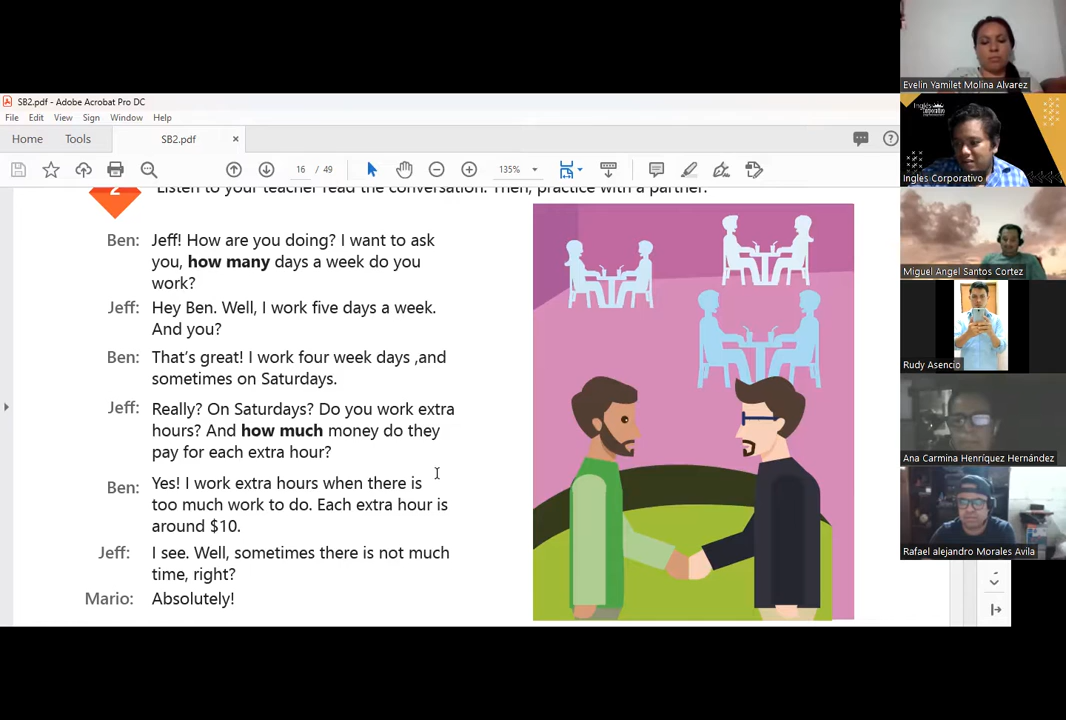 SB2.pdf - Adobe Acrobat Pro DC
File Edit View Sign Window Help
Home Tools SB2.pdf ×
16 / 49 135%
2 Listen to your teacher read the conversation. Then, practice with a partner.
Ben: Jeff! How are you doing? I want to ask
you, how many days a week do you
work?
Jeff: Hey Ben. Well, I work five days a week.
And you?
Ben: That's great! I work four week days ,and
sometimes on Saturdays.
Jeff: Really? On Saturdays? Do you work extra
hours? And how much money do they
pay for each extra hour?
Ben: Yes! I work extra hours when there is
too much work to do. Each extra hour is
around $10.
Jeff: I see. Well, sometimes there is not much
time, right?
Mario: Absolutely!
Evelin Yamilet Molina Alvarez
Inglés
Corporativo
Ingles Corporativo
Miguel Angel Santos Cortez
Rudy Asencio
Ana Carmina Henríquez Hernández
Rafael alejandro Morales Avila